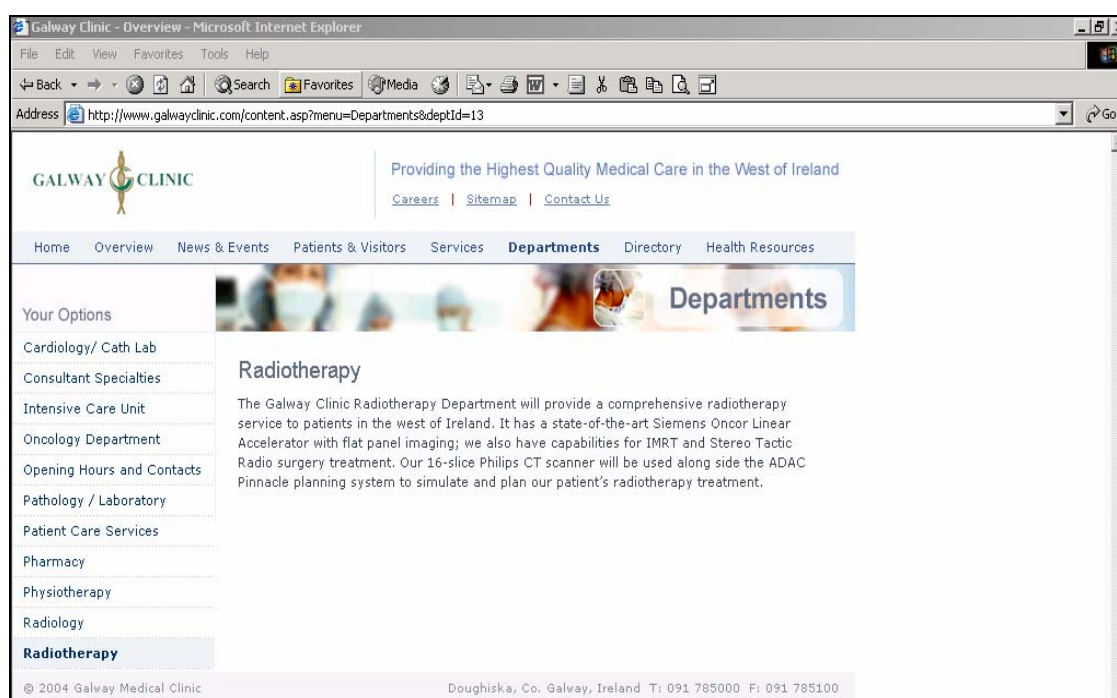 Galway Clinic - Overview - Microsoft Internet Explorer
File Edit View Favorites Tools Help
Back Search Favorites Media
Address http://www.galwayclinic.com/content.asp?menu=Departments&deptId=13 Go
GALWAY CLINIC
Providing the Highest Quality Medical Care in the West of Ireland
Careers | Sitemap | Contact Us
Home Overview News & Events Patients & Visitors Services Departments Directory Health Resources
Departments
Your Options
Cardiology/ Cath Lab
Consultant Specialties
Intensive Care Unit
Oncology Department
Opening Hours and Contacts
Pathology / Laboratory
Patient Care Services
Pharmacy
Physiotherapy
Radiology
Radiotherapy
Radiotherapy
The Galway Clinic Radiotherapy Department will provide a comprehensive radiotherapy
service to patients in the west of Ireland. It has a state-of-the-art Siemens Oncor Linear
Accelerator with flat panel imaging; we also have capabilities for IMRT and Stereo Tactic
Radio surgery treatment. Our 16-slice Philips CT scanner will be used along side the ADAC
Pinnacle planning system to simulate and plan our patient's radiotherapy treatment.
© 2004 Galway Medical Clinic
Doughiska, Co. Galway, Ireland T: 091 785000 F: 091 785100